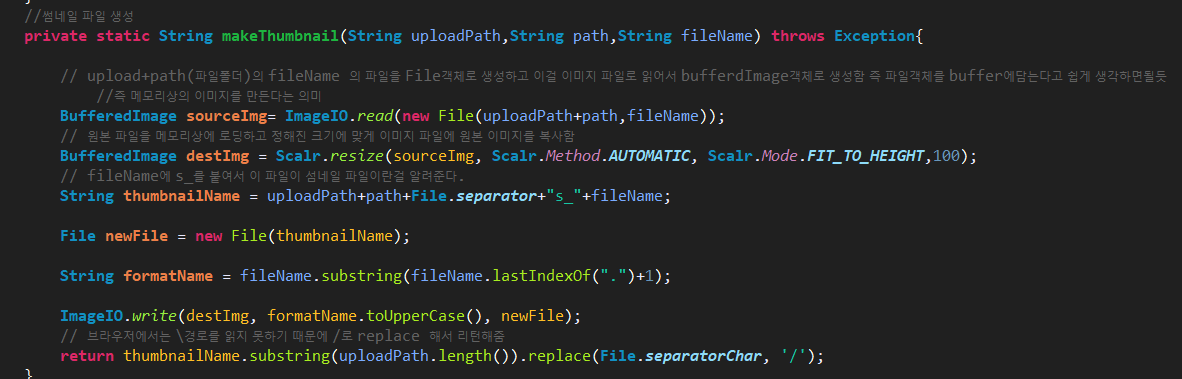 }
//썸네일 파일 생성
private static String makeThumbnail(String uploadPath,String path,String fileName) throws Exception{
// upload+path(파일폴더)의 fileName 의 파일을 File객체로 생성하고 이걸 이미지 파일로 읽어서 bufferdImage객체로 생성함 즉 파일객체를 buffer에담는다고 쉽게 생각하면될듯
//즉 메모리상의 이미지를 만든다는 의미
BufferedImage sourceImg= ImageIO.read(new File(uploadPath+path,fileName));
// 원본 파일을 메모리상에 로딩하고 정해진 크기에 맞게 이미지 파일에 원본 이미지를 복사함
BufferedImage destImg = Scalr.resize(sourceImg, Scalr.Method.AUTOMATIC, Scalr.Mode.FIT_TO_HEIGHT,100);
// fileName에 s_를 붙여서 이 파일이 섬네일 파일이란걸 알려준다.
String thumbnailName = uploadPath+path+File.separator+"s_"+fileName;
File newFile = new File(thumbnailName);
String formatName = fileName.substring(fileName.lastIndexOf(".")+1);
ImageIO.write(destImg, formatName.toUpperCase(), newFile);
// 브라우저에서는 \경로를 읽지 못하기 때문에 /로 replace 해서 리턴해줌
return thumbnailName.substring(uploadPath.length()).replace(File.separatorChar, '/');
}